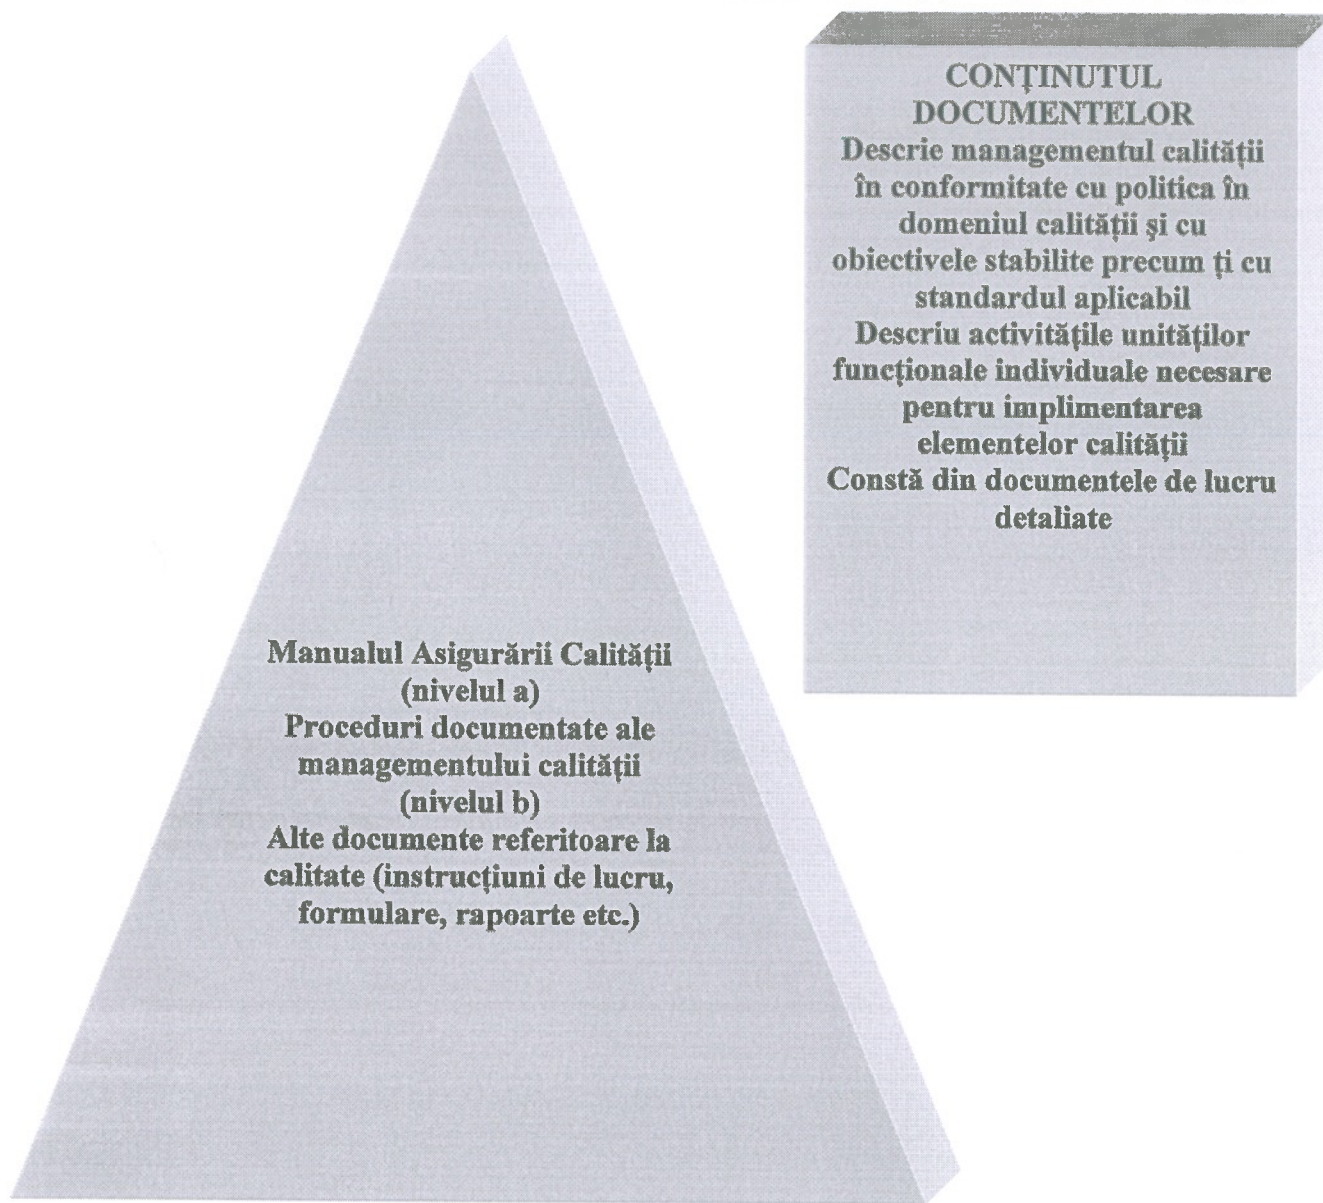 CONŢINUTUL
DOCUMENTELOR
Descrie managementul calităţii
în conformitate cu politica în
domeniul calităţii şi cu
obiectivele stabilite precum ţi cu
standardul aplicabil
Descriu activităţile unităţilor
funcţionale individuale necesare
pentru implimentarea
elementelor calităţii
Constă din documentele de lucru
detaliate
Manualul Asigurării Calităţii
(nivelul a)
Proceduri documentate ale
managementului calităţii
(nivelul b)
Alte documente referitoare la
calitate (instrucţiuni de lucru,
formulare, rapoarte etc.)